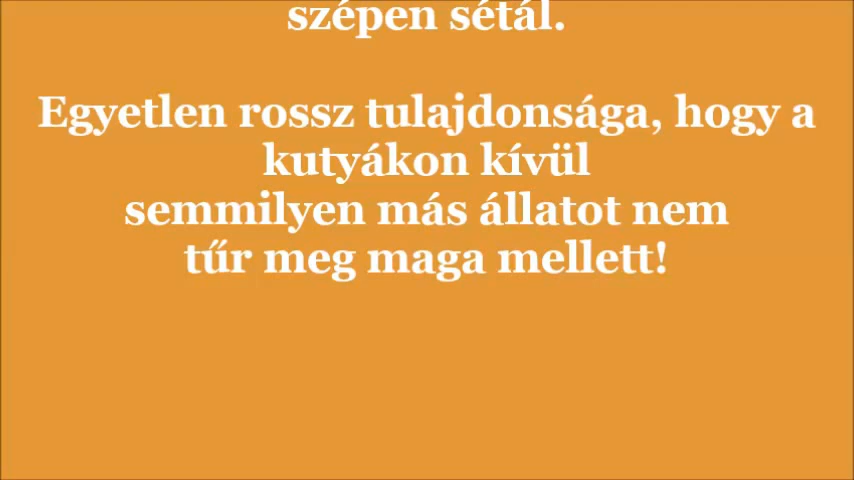 szépen sétál.
Egyetlen rossz tulajdonsága, hogy a
kutyákon kívül
semmilyen más állatot nem
tűr meg maga mellett!